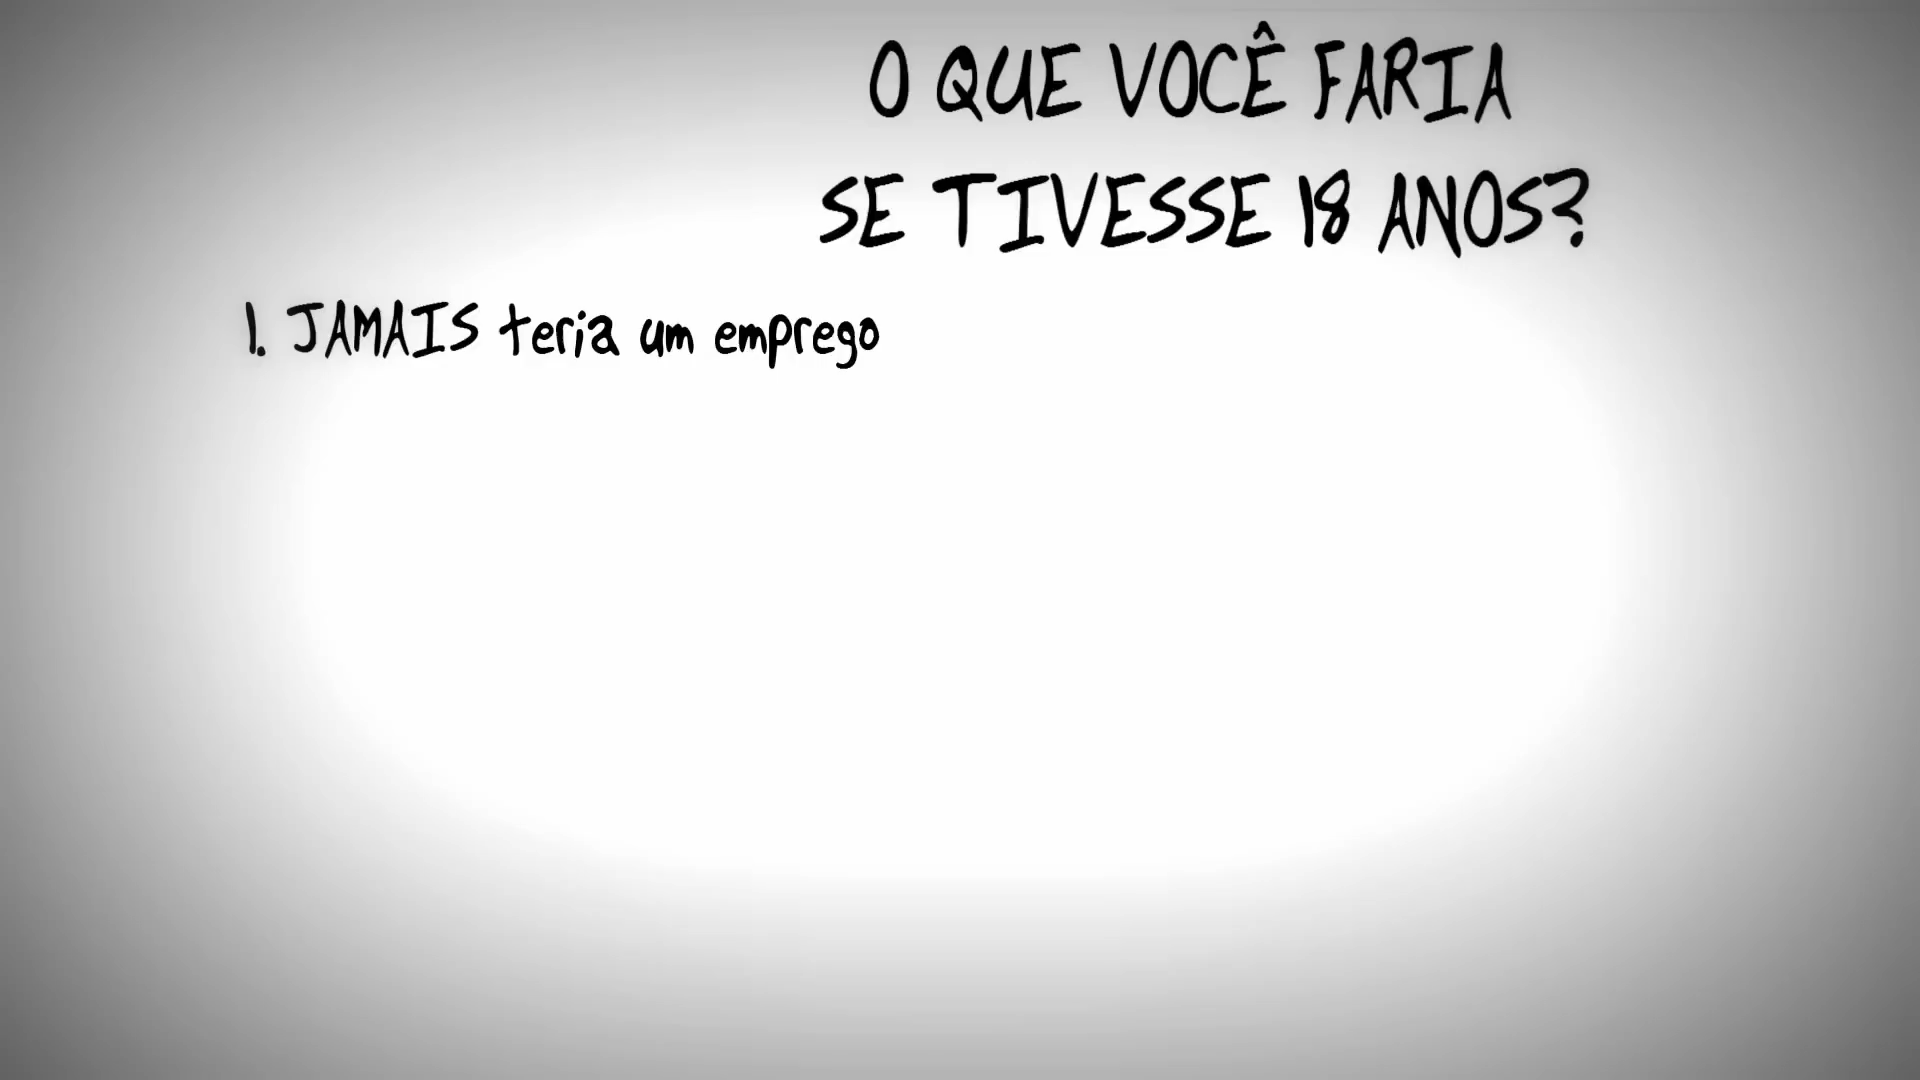 O QUE VOCÊ FARIA
SE TIVESSE 18 ANOS?
1. JAMAIS teria um emprego